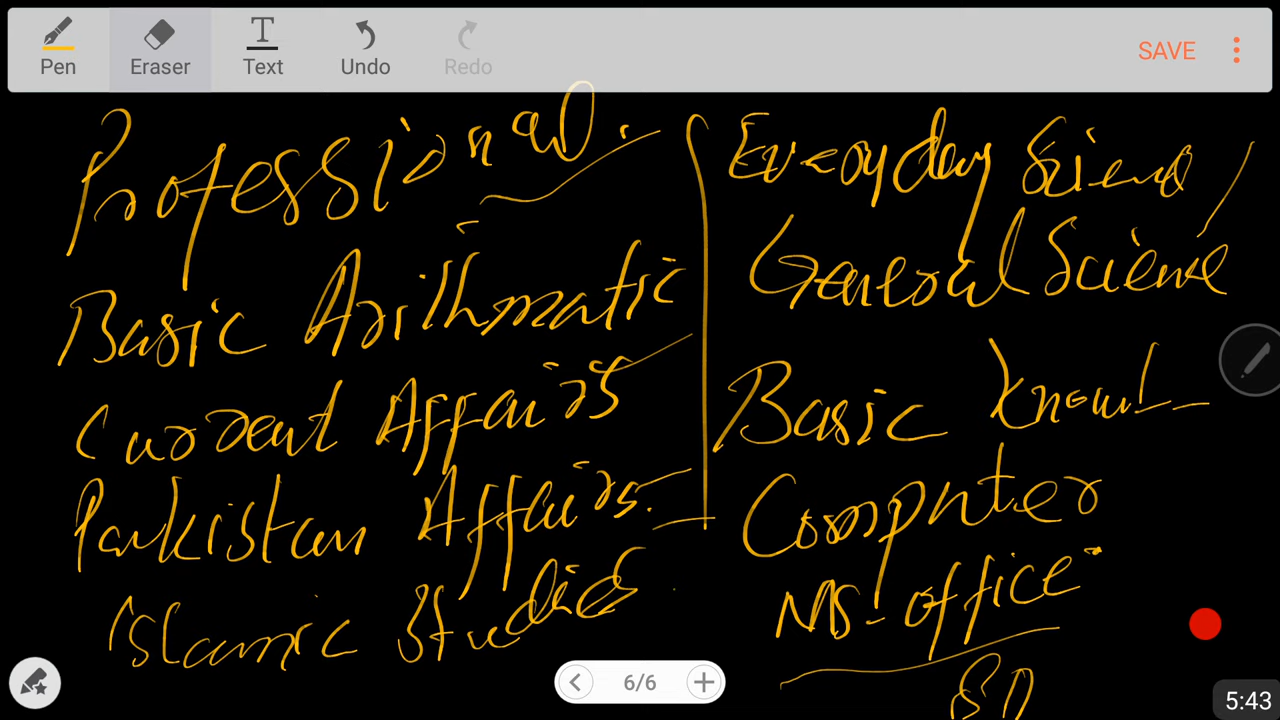 Pen
Eraser
Text
Undo
Redo
SAVE
Professional.
Basic Arithmatic
Current Affairs
Pakistan Affairs.
Islamic Studies
Everyday Science /
General Science
Basic Knowl-
Computer
MS-office
80
6/6
5:43